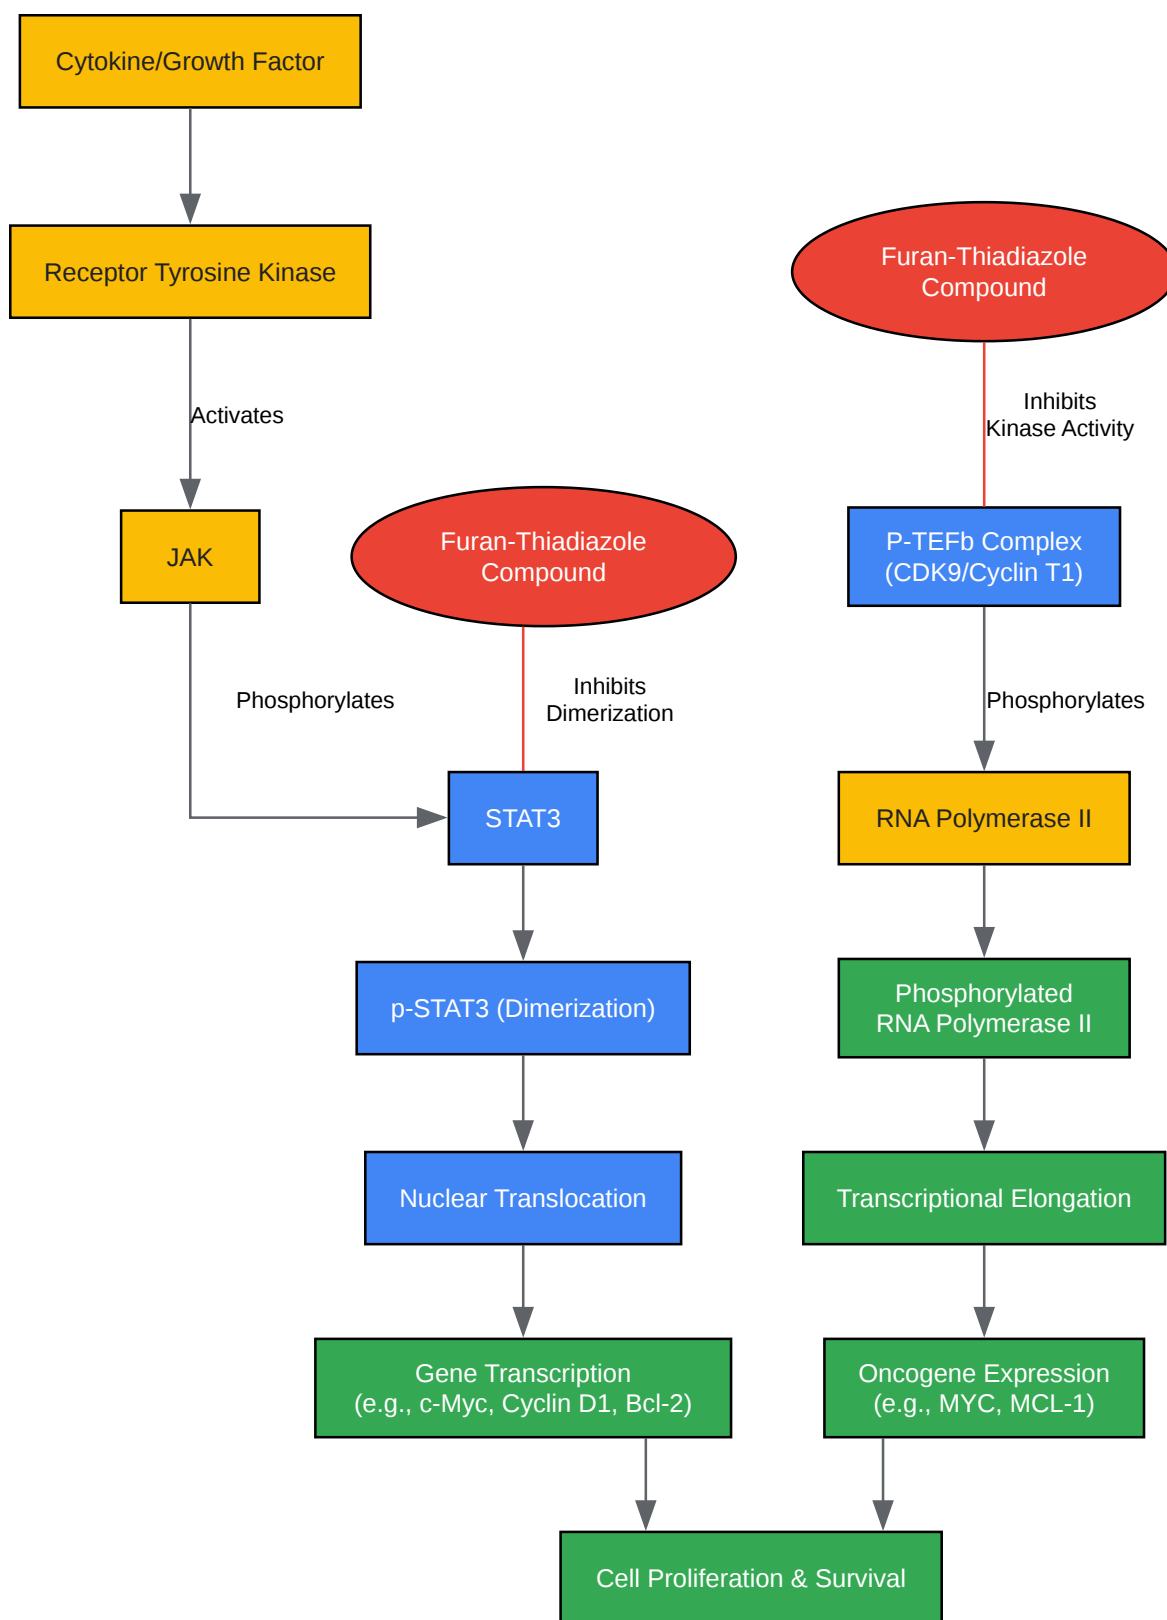 Cytokine/Growth Factor
Receptor Tyrosine Kinase
Activates
JAK
Phosphorylates
Furan-Thiadiazole
Compound
Inhibits
Dimerization
STAT3
p-STAT3 (Dimerization)
Nuclear Translocation
Gene Transcription
(e.g., c-Myc, Cyclin D1, Bcl-2)
Furan-Thiadiazole
Compound
Inhibits
Kinase Activity
P-TEFb Complex
(CDK9/Cyclin T1)
Phosphorylates
RNA Polymerase II
Phosphorylated
RNA Polymerase II
Transcriptional Elongation
Oncogene Expression
(e.g., MYC, MCL-1)
Cell Proliferation & Survival